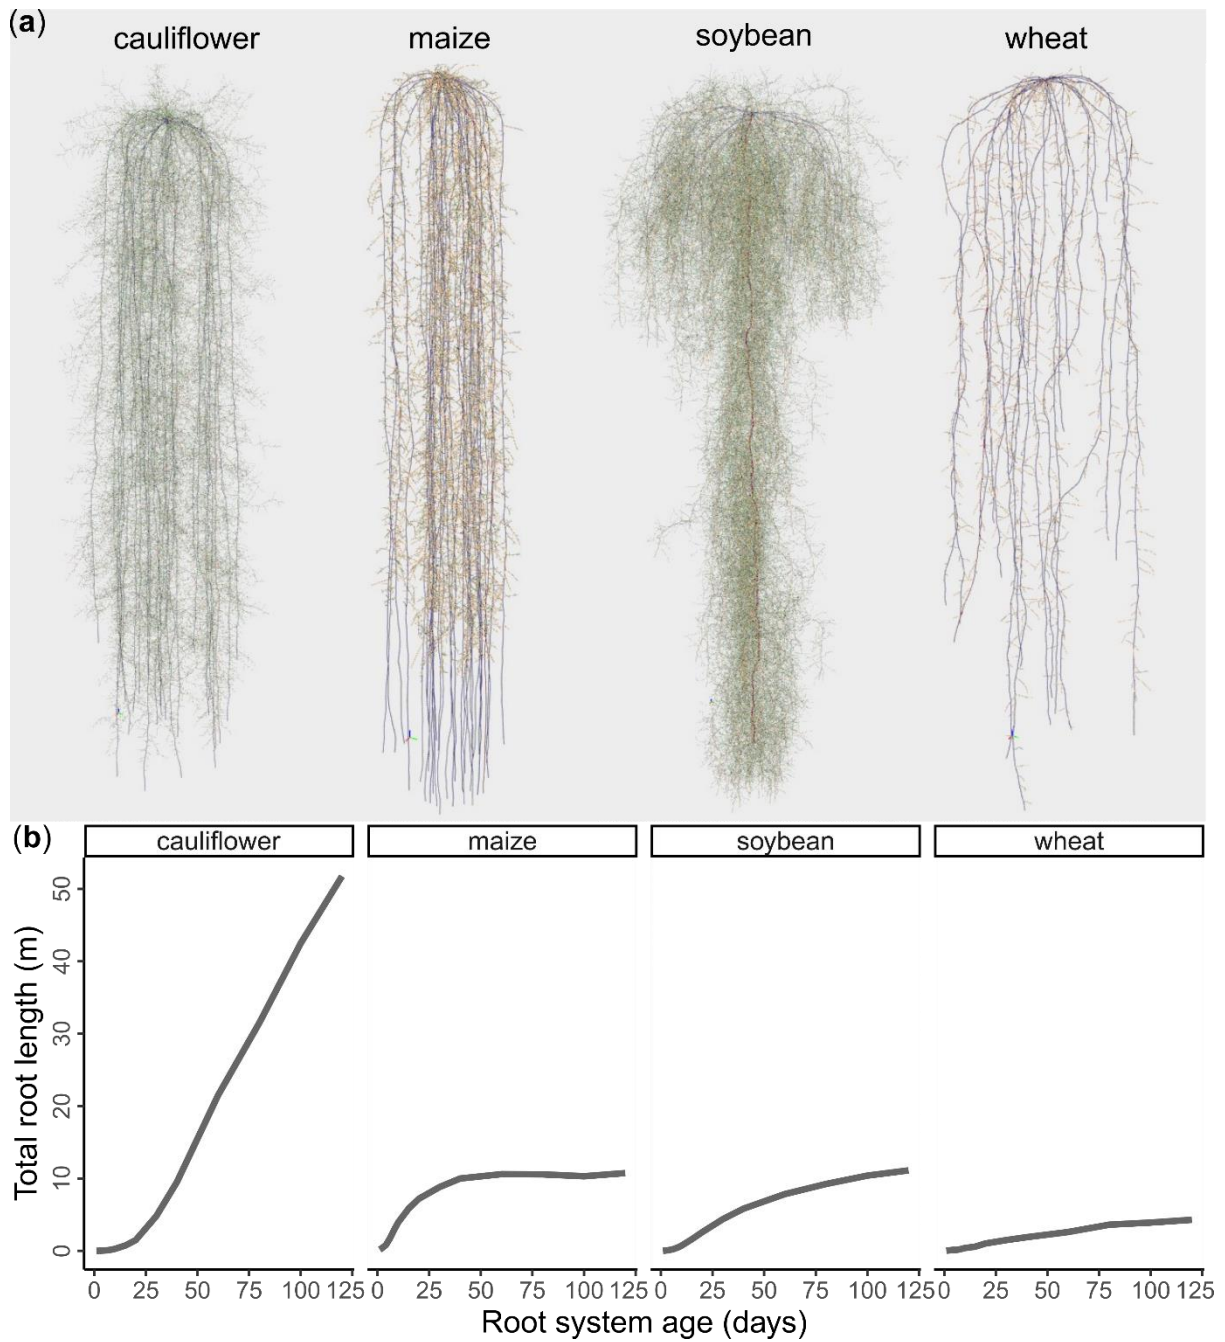 (a)
cauliflower maize soybean wheat
(b)
cauliflower maize soybean wheat
Total root length (m)
50
40
30
20
10
0
0 25 50 75 100 125 0 25 50 75 100 125 0 25 50 75 100 125 0 25 50 75 100 125
Root system age (days)